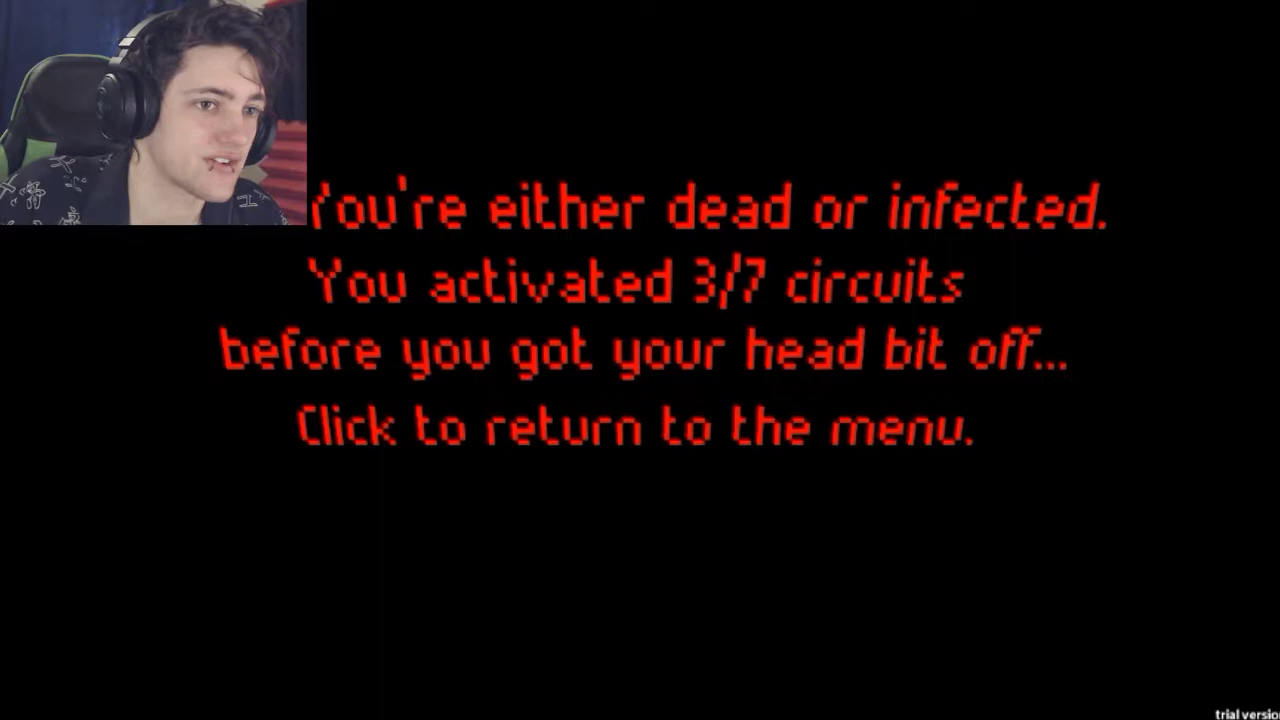 You're either dead or infected.
You activated 3/7 circuits
before you got your head bit off...
Click to return to the menu.
trial versio